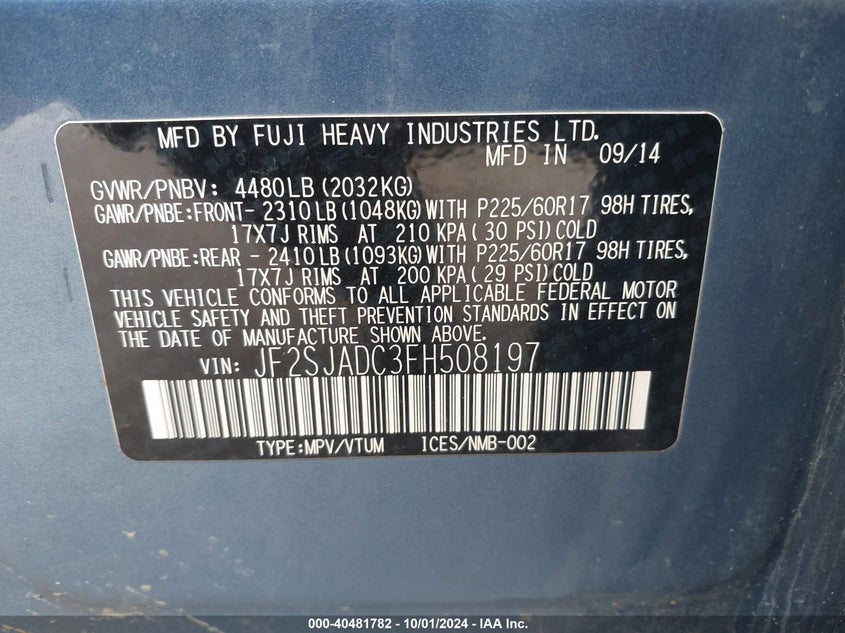 MFD BY FUJI HEAVY INDUSTRIES LTD.
MFD IN 09/14
GVWR/PNBV: 4480LB (2032KG)
GAWR/PNBE:FRONT- 2310LB (1048KG) WITH P225/60R17 98H TIRES,
17X7J RIMS AT 210 KPA ( 30 PSI) COLD
GAWR/PNBE:REAR - 2410LB (1093KG) WITH P225/60R17 98H TIRES,
17X7J RIMS AT 200 KPA ( 29 PSI) COLD
THIS VEHICLE CONFORMS TO ALL APPLICABLE FEDERAL MOTOR
VEHICLE SAFETY AND THEFT PREVENTION STANDARDS IN EFFECT ON
THE DATE OF MANUFACTURE SHOWN ABOVE.
VIN: JF2SJADC3FH508197
TYPE:MPV/VTUM ICES/NMB-002
000-40481782 - 10/01/2024 - IAA Inc.